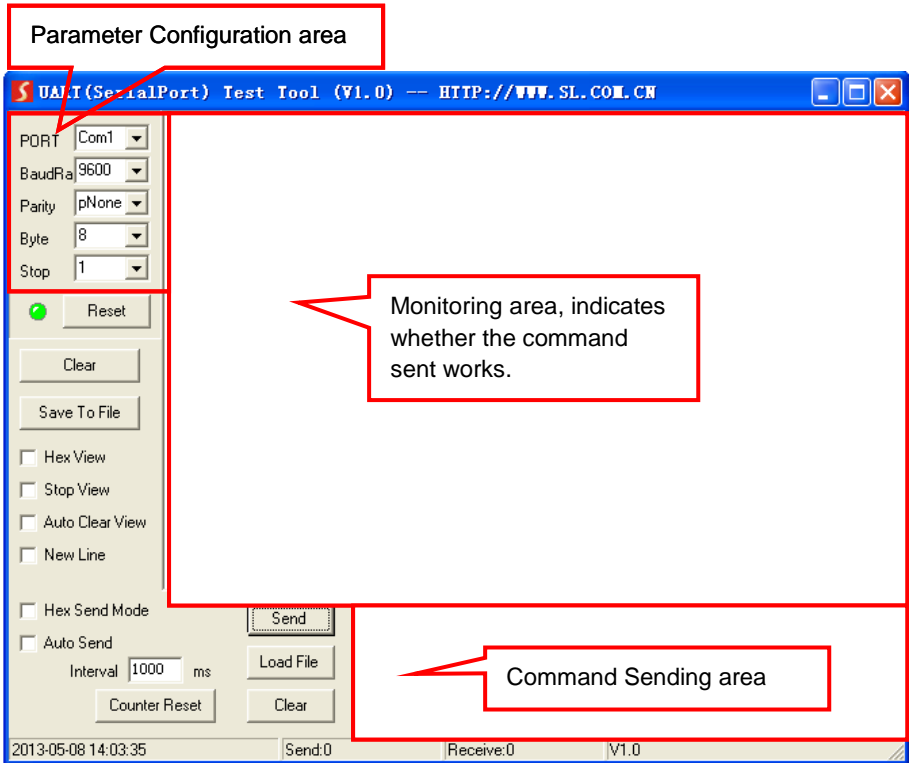 Parameter Configuration area
UART(SerialPort) Test Tool (V1.0) -- HTTP://WWW.SL.COM.CN
PORT Com1
BaudRa 9600
Parity pNone
Byte 8
Stop 1
Reset
Monitoring area, indicates
whether the command
sent works.
Clear
Save To File
Hex View
Stop View
Auto Clear View
New Line
Hex Send Mode
Send
Auto Send
Interval 1000 ms
Load File
Counter Reset
Clear
Command Sending area
2013-05-08 14:03:35 Send:0 Receive:0 V1.0